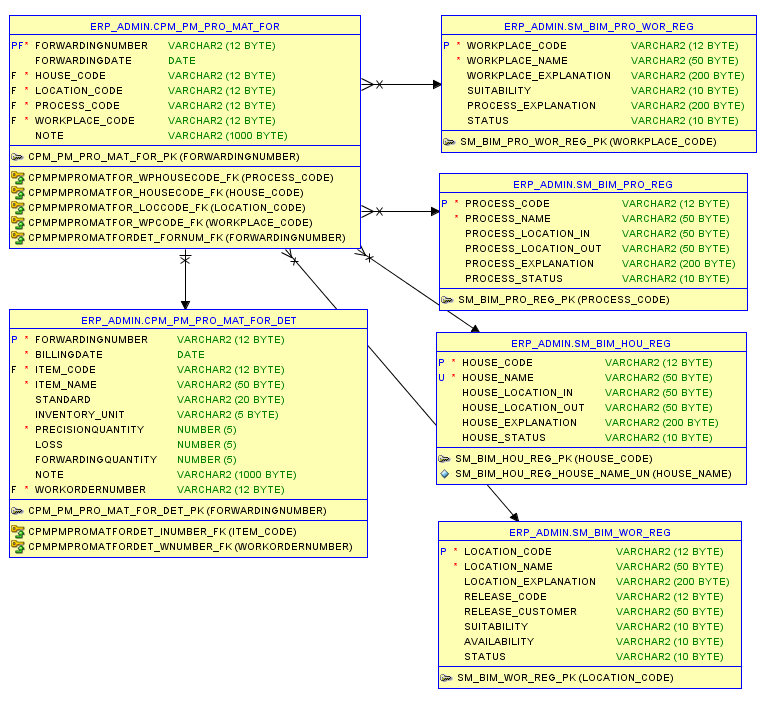 ERP_ADMIN.CPM_PM_PRO_MAT_FOR
PF* FORWARDINGNUMBER VARCHAR2 (12 BYTE)
FORWARDINGDATE DATE
F * HOUSE_CODE VARCHAR2 (12 BYTE)
F * LOCATION_CODE VARCHAR2 (12 BYTE)
F * PROCESS_CODE VARCHAR2 (12 BYTE)
F * WORKPLACE_CODE VARCHAR2 (12 BYTE)
NOTE VARCHAR2 (1000 BYTE)
CPM_PM_PRO_MAT_FOR_PK (FORWARDINGNUMBER)
CPMPMPROMATFOR_WPHOUSECODE_FK (PROCESS_CODE)
CPMPMPROMATFOR_HOUSECODE_FK (HOUSE_CODE)
CPMPMPROMATFOR_LOCCODE_FK (LOCATION_CODE)
CPMPMPROMATFOR_WPCODE_FK (WORKPLACE_CODE)
CPMPMPROMATFORDET_FORNUM_FK (FORWARDINGNUMBER)
ERP_ADMIN.SM_BIM_PRO_WOR_REG
P * WORKPLACE_CODE VARCHAR2 (12 BYTE)
* WORKPLACE_NAME VARCHAR2 (50 BYTE)
WORKPLACE_EXPLANATION VARCHAR2 (200 BYTE)
SUITABILITY VARCHAR2 (10 BYTE)
PROCESS_EXPLANATION VARCHAR2 (200 BYTE)
STATUS VARCHAR2 (10 BYTE)
SM_BIM_PRO_WOR_REG_PK (WORKPLACE_CODE)
ERP_ADMIN.SM_BIM_PRO_REG
P * PROCESS_CODE VARCHAR2 (12 BYTE)
* PROCESS_NAME VARCHAR2 (50 BYTE)
PROCESS_LOCATION_IN VARCHAR2 (50 BYTE)
PROCESS_LOCATION_OUT VARCHAR2 (50 BYTE)
PROCESS_EXPLANATION VARCHAR2 (200 BYTE)
PROCESS_STATUS VARCHAR2 (10 BYTE)
SM_BIM_PRO_REG_PK (PROCESS_CODE)
ERP_ADMIN.CPM_PM_PRO_MAT_FOR_DET
P * FORWARDINGNUMBER VARCHAR2 (12 BYTE)
* BILLINGDATE DATE
F * ITEM_CODE VARCHAR2 (12 BYTE)
* ITEM_NAME VARCHAR2 (50 BYTE)
STANDARD VARCHAR2 (20 BYTE)
INVENTORY_UNIT VARCHAR2 (5 BYTE)
* PRECISIONQUANTITY NUMBER (5)
LOSS NUMBER (5)
FORWARDINGQUANTITY NUMBER (5)
NOTE VARCHAR2 (1000 BYTE)
F * WORKORDERNUMBER VARCHAR2 (12 BYTE)
CPM_PM_PRO_MAT_FOR_DET_PK (FORWARDINGNUMBER)
CPMPMPROMATFORDET_INUMBER_FK (ITEM_CODE)
CPMPMPROMATFORDET_WNUMBER_FK (WORKORDERNUMBER)
ERP_ADMIN.SM_BIM_HOU_REG
P * HOUSE_CODE VARCHAR2 (12 BYTE)
U * HOUSE_NAME VARCHAR2 (50 BYTE)
HOUSE_LOCATION_IN VARCHAR2 (50 BYTE)
HOUSE_LOCATION_OUT VARCHAR2 (50 BYTE)
HOUSE_EXPLANATION VARCHAR2 (200 BYTE)
HOUSE_STATUS VARCHAR2 (10 BYTE)
SM_BIM_HOU_REG_PK (HOUSE_CODE)
SM_BIM_HOU_REG_HOUSE_NAME_UN (HOUSE_NAME)
ERP_ADMIN.SM_BIM_WOR_REG
P * LOCATION_CODE VARCHAR2 (12 BYTE)
* LOCATION_NAME VARCHAR2 (50 BYTE)
LOCATION_EXPLANATION VARCHAR2 (200 BYTE)
RELEASE_CODE VARCHAR2 (12 BYTE)
RELEASE_CUSTOMER VARCHAR2 (50 BYTE)
SUITABILITY VARCHAR2 (10 BYTE)
AVAILABILITY VARCHAR2 (10 BYTE)
STATUS VARCHAR2 (10 BYTE)
SM_BIM_WOR_REG_PK (LOCATION_CODE)